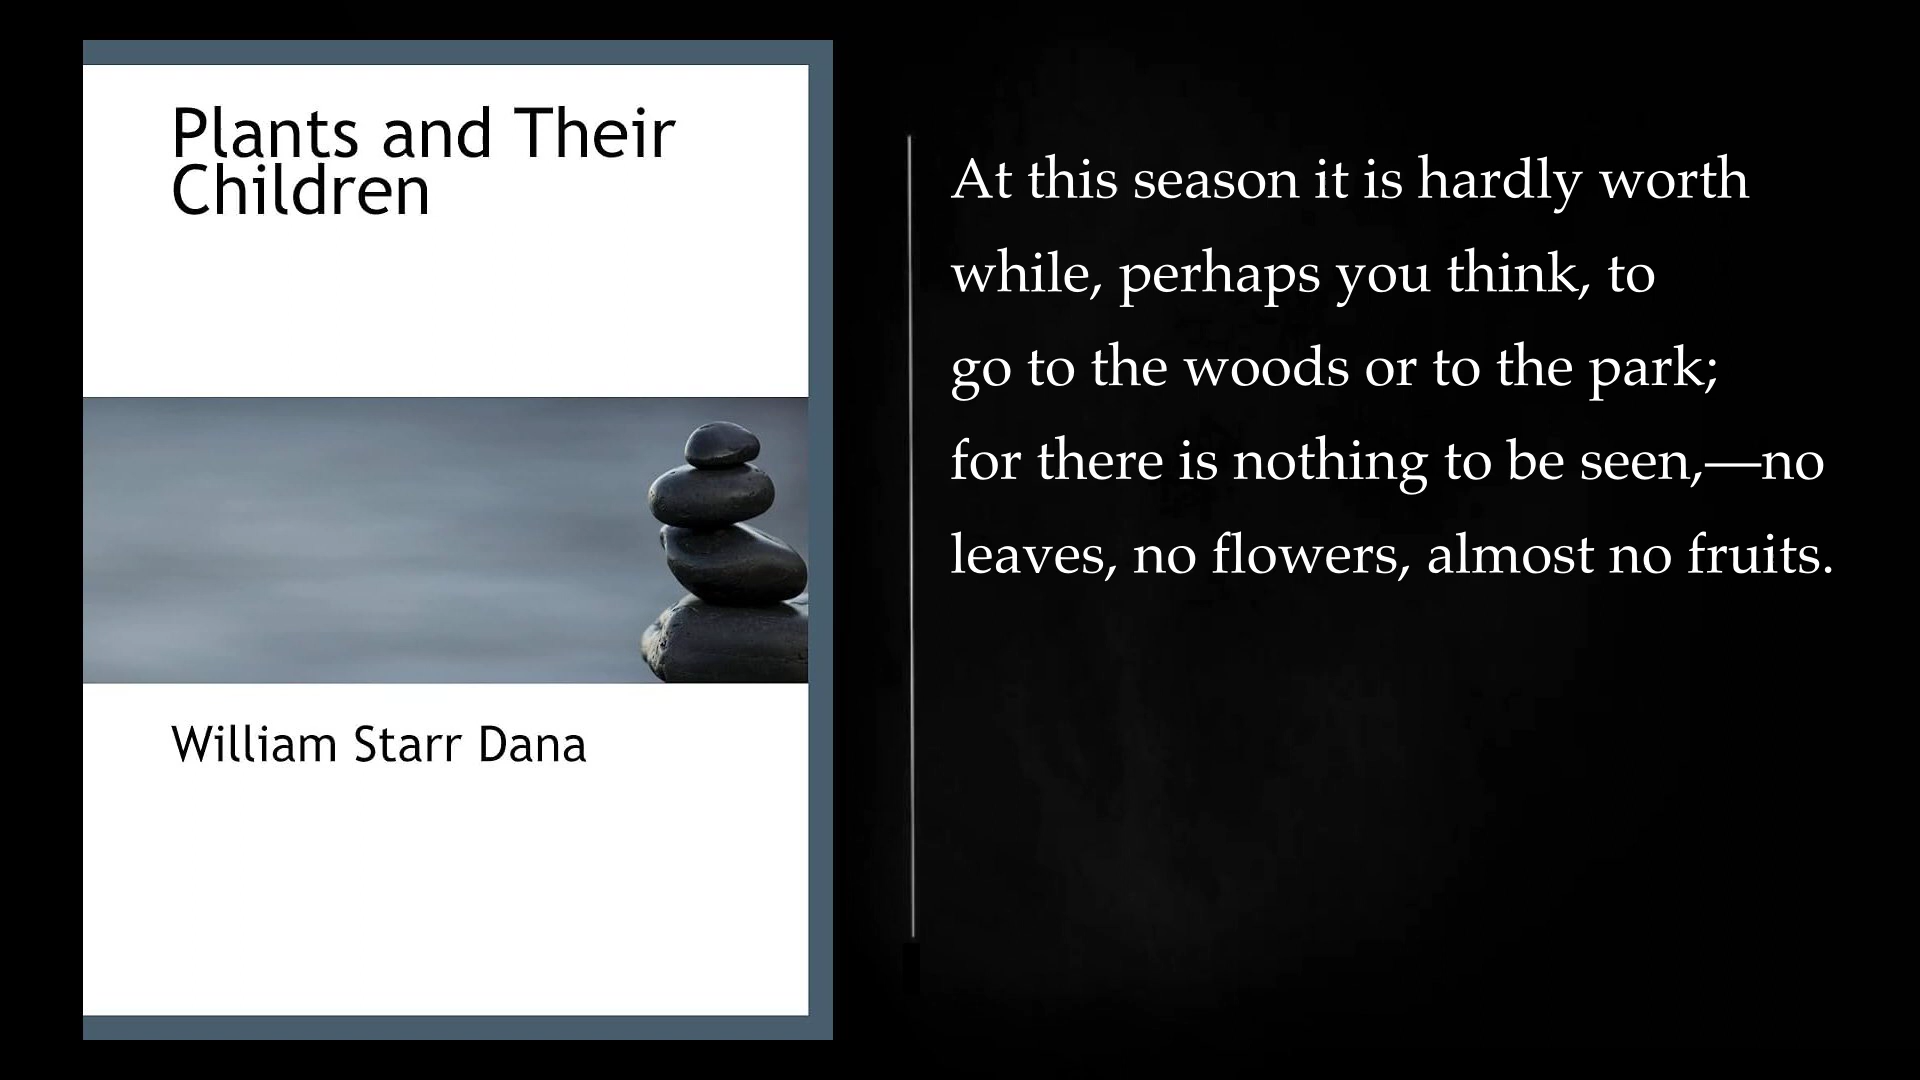 Plants and Their
Children
William Starr Dana
At this season it is hardly worth
while, perhaps you think, to
go to the woods or to the park;
for there is nothing to be seen,—no
leaves, no flowers, almost no fruits.